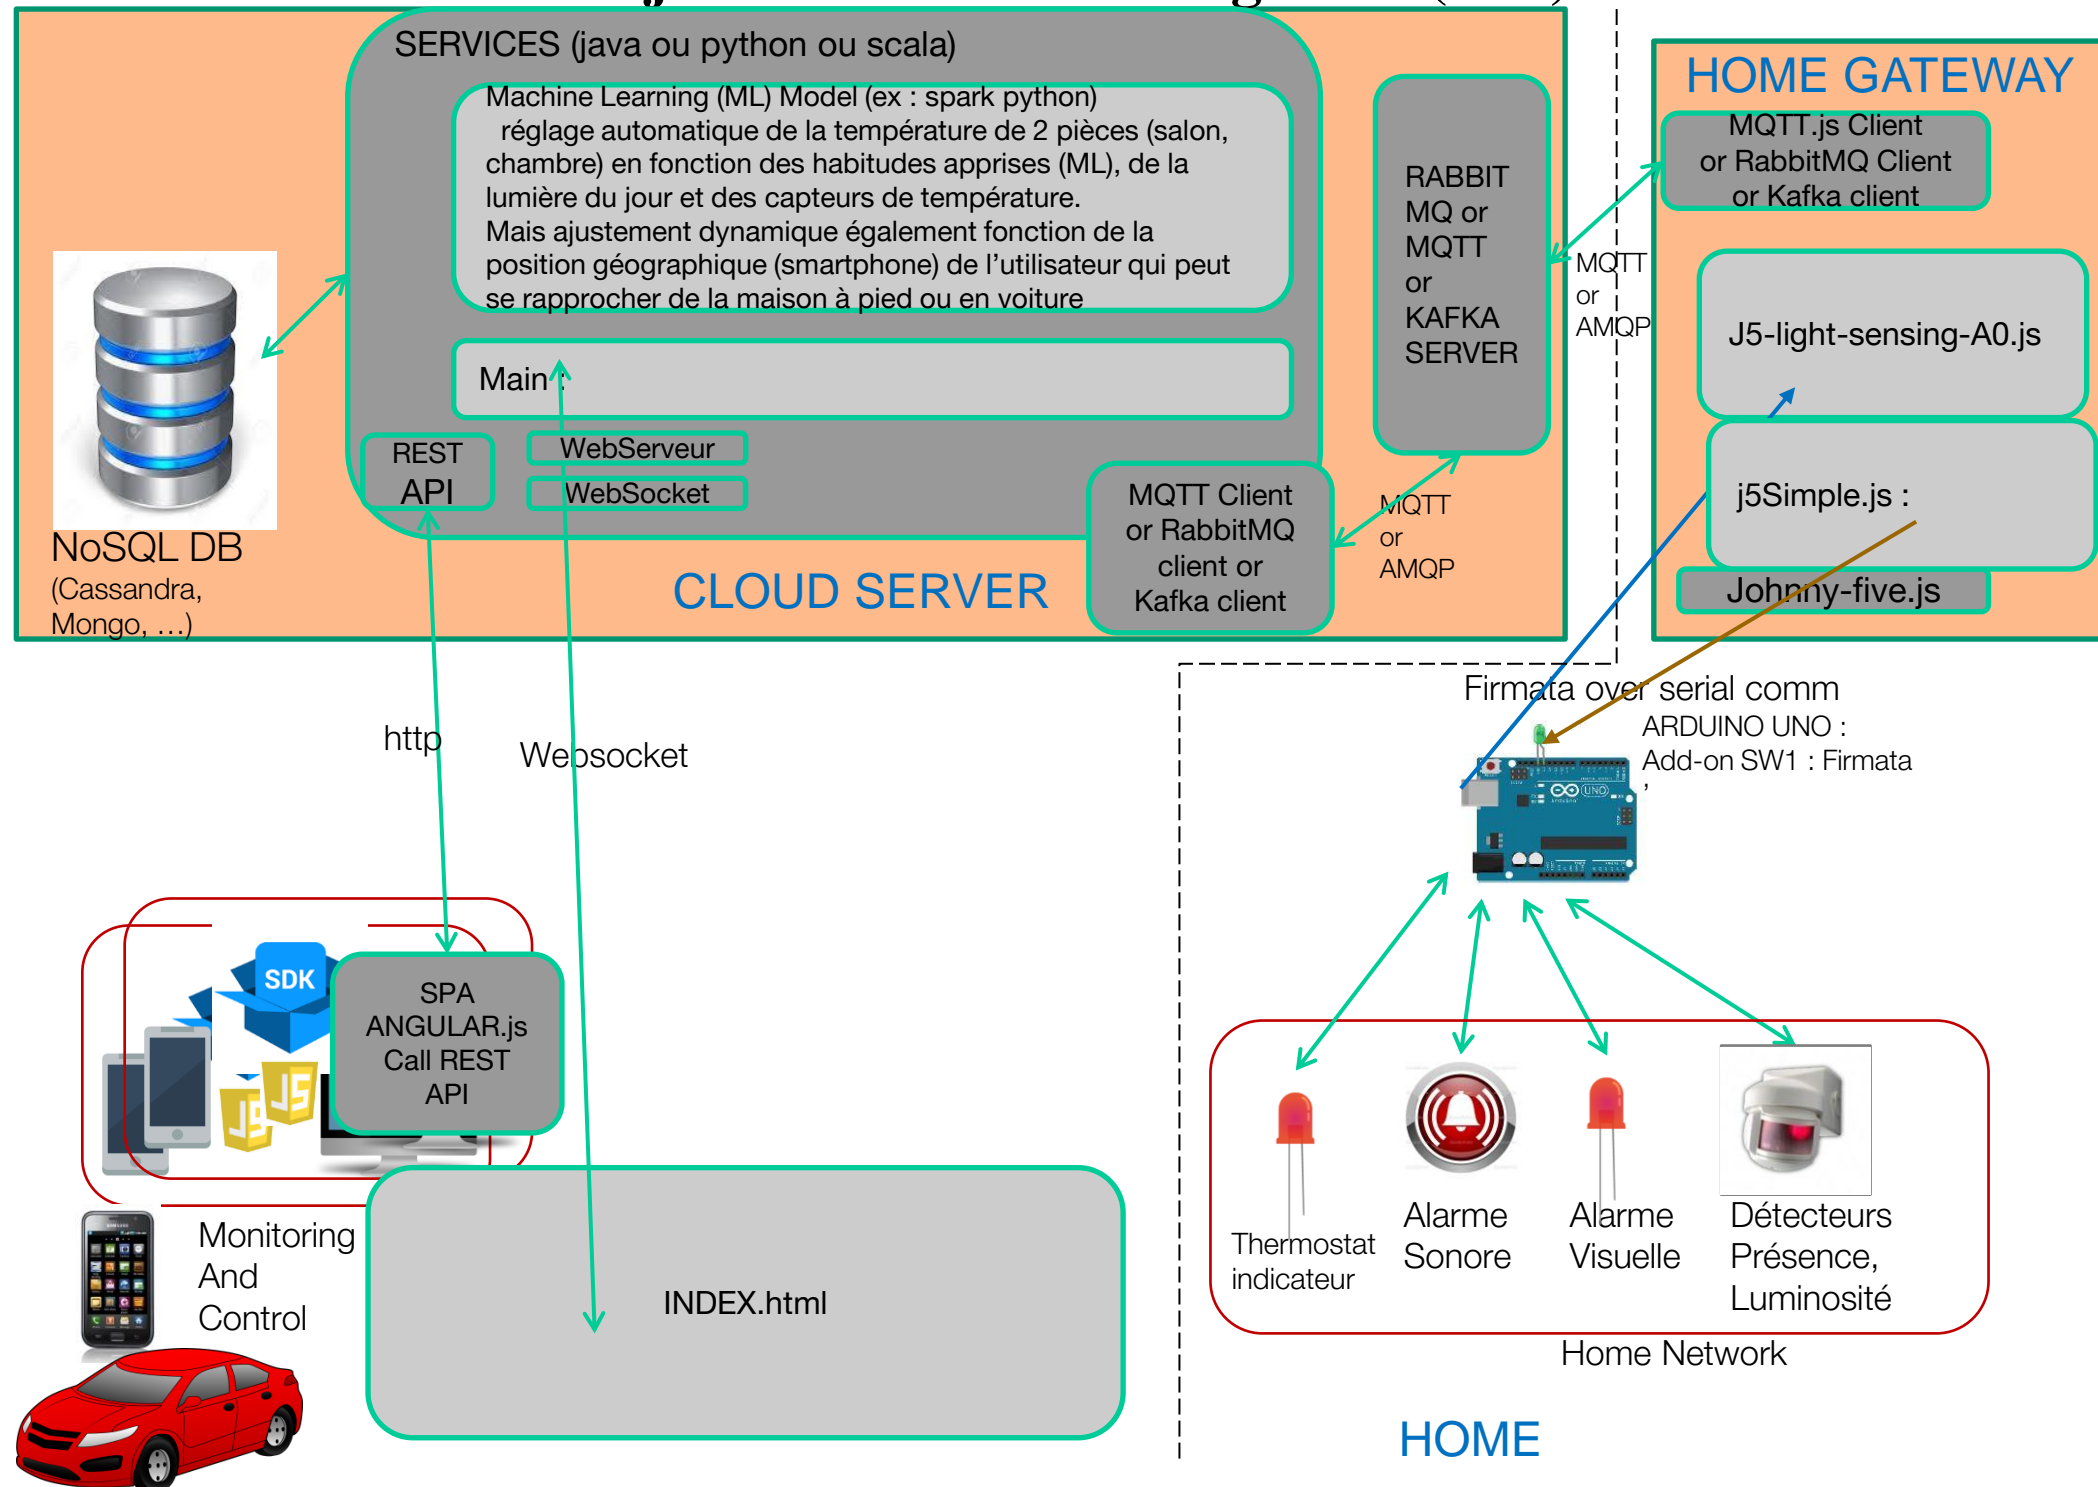 SERVICES (java ou python ou scala)
Machine Learning (ML) Model (ex : spark python)
réglage automatique de la température de 2 pièces (salon,
chambre) en fonction des habitudes apprises (ML), de la
lumière du jour et des capteurs de température.
Mais ajustement dynamique également fonction de la
position géographique (smartphone) de l'utilisateur qui peut
se rapprocher de la maison à pied ou en voiture
Main :
REST
API
WebServeur
WebSocket
NoSQL DB
(Cassandra,
Mongo, …)
CLOUD SERVER
MQTT Client
or RabbitMQ
client or
Kafka client
MQTT
or
AMQP
RABBIT
MQ or
MQTT
or
KAFKA
SERVER
MQTT
or
AMQP
HOME GATEWAY
MQTT.js Client
or RabbitMQ Client
or Kafka client
J5-light-sensing-A0.js
j5Simple.js :
Johnny-five.js
http
Websocket
Firmata over serial comm
ARDUINO UNO :
Add-on SW1 : Firmata
,
UNO
SDK
JS
JS
SPA
ANGULAR.js
Call REST
API
Monitoring
And
Control
INDEX.html
Thermostat
indicateur
Alarme
Sonore
Alarme
Visuelle
Détecteurs
Présence,
Luminosité
Home Network
HOME